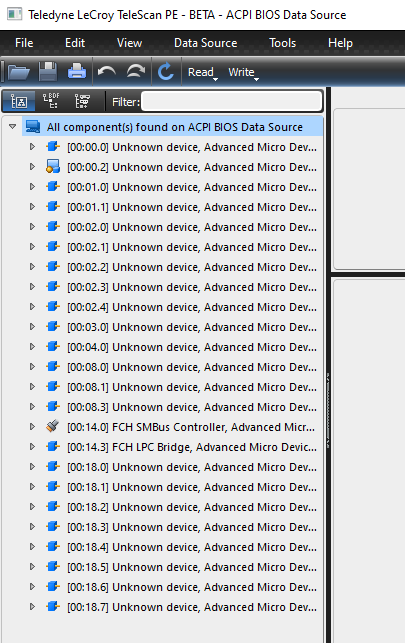 Teledyne LeCroy TeleScan PE - BETA - ACPI BIOS Data Source
File Edit View Data Source Tools Help
Read Write
BDF Filter:
All component(s) found on ACPI BIOS Data Source
[00:00.0] Unknown device, Advanced Micro Dev...
[00:00.2] Unknown device, Advanced Micro Dev...
[00:01.0] Unknown device, Advanced Micro Dev...
[00:01.1] Unknown device, Advanced Micro Dev...
[00:02.0] Unknown device, Advanced Micro Dev...
[00:02.1] Unknown device, Advanced Micro Dev...
[00:02.2] Unknown device, Advanced Micro Dev...
[00:02.3] Unknown device, Advanced Micro Dev...
[00:02.4] Unknown device, Advanced Micro Dev...
[00:03.0] Unknown device, Advanced Micro Dev...
[00:04.0] Unknown device, Advanced Micro Dev...
[00:08.0] Unknown device, Advanced Micro Dev...
[00:08.1] Unknown device, Advanced Micro Dev...
[00:08.3] Unknown device, Advanced Micro Dev...
[00:14.0] FCH SMBus Controller, Advanced Micr...
[00:14.3] FCH LPC Bridge, Advanced Micro Devic...
[00:18.0] Unknown device, Advanced Micro Dev...
[00:18.1] Unknown device, Advanced Micro Dev...
[00:18.2] Unknown device, Advanced Micro Dev...
[00:18.3] Unknown device, Advanced Micro Dev...
[00:18.4] Unknown device, Advanced Micro Dev...
[00:18.5] Unknown device, Advanced Micro Dev...
[00:18.6] Unknown device, Advanced Micro Dev...
[00:18.7] Unknown device, Advanced Micro Dev...